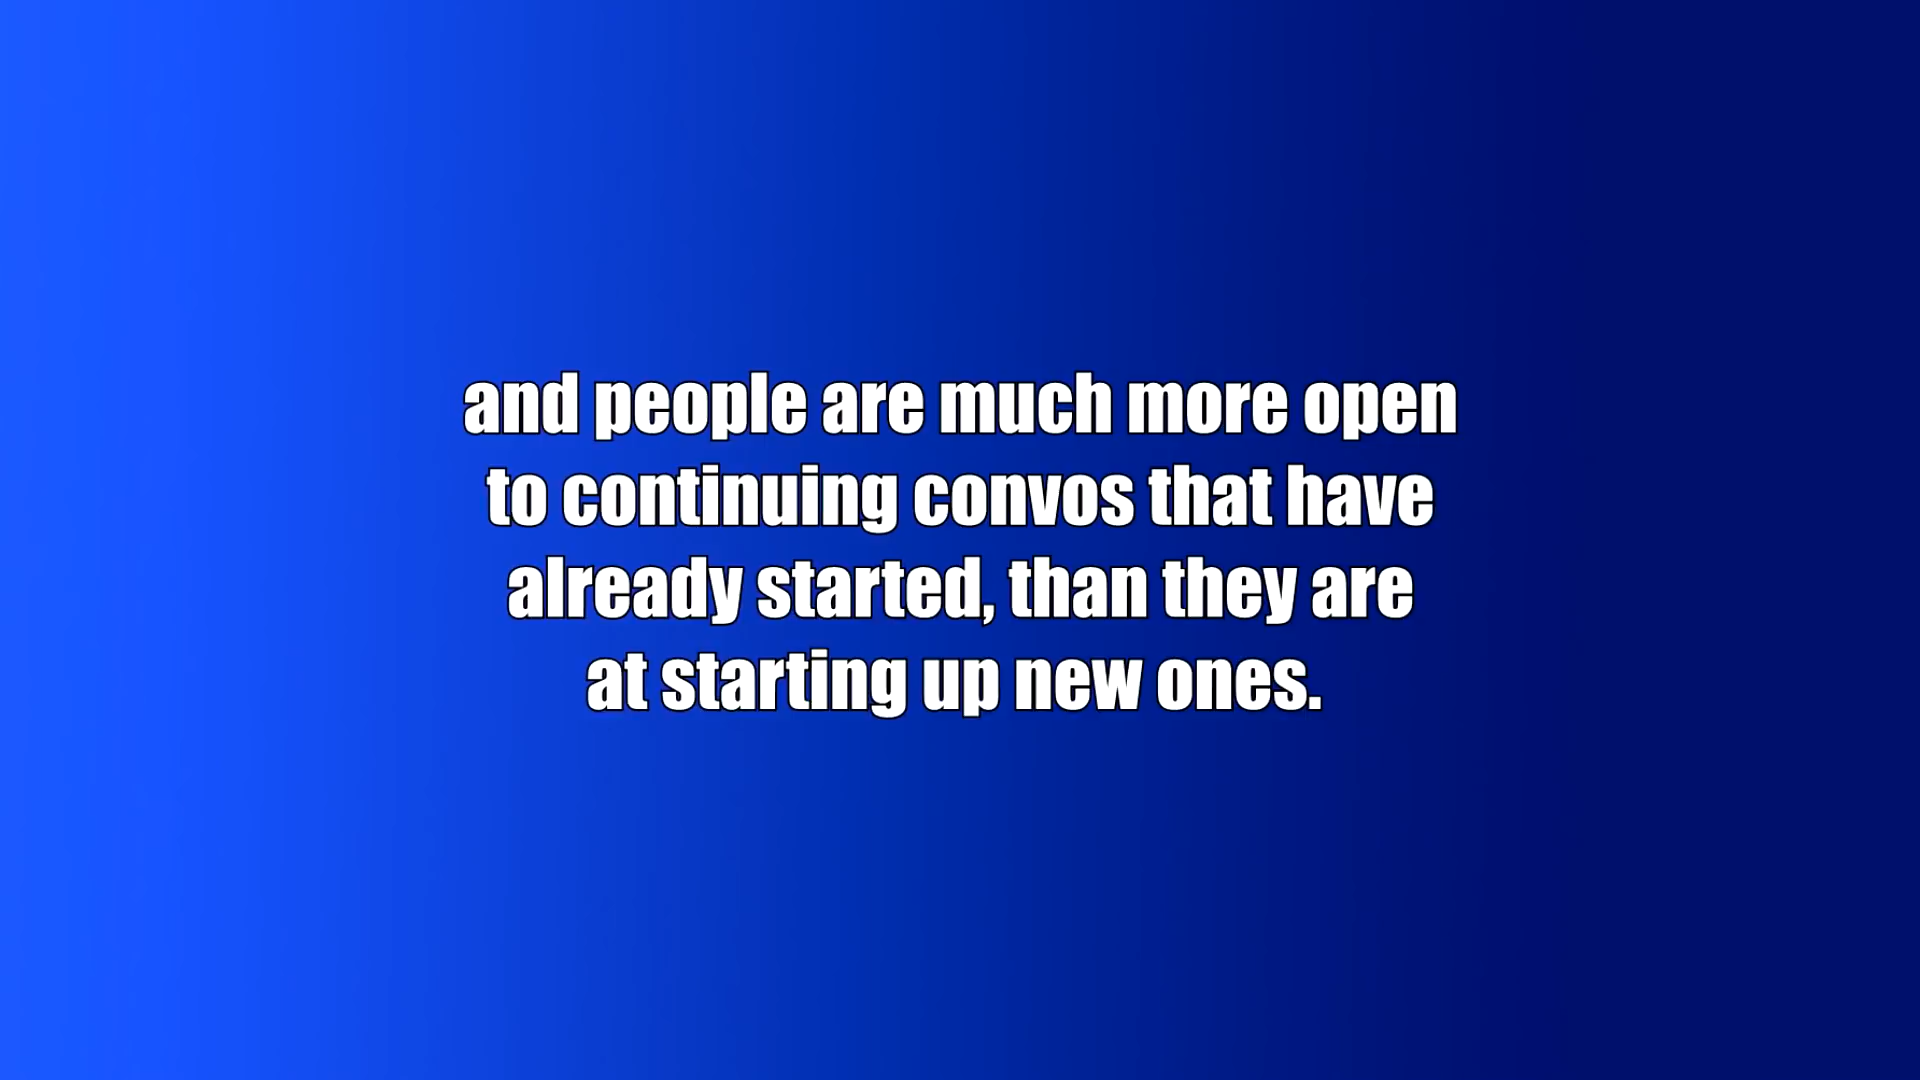 and people are much more open
to continuing convos that have
already started, than they are
at starting up new ones.